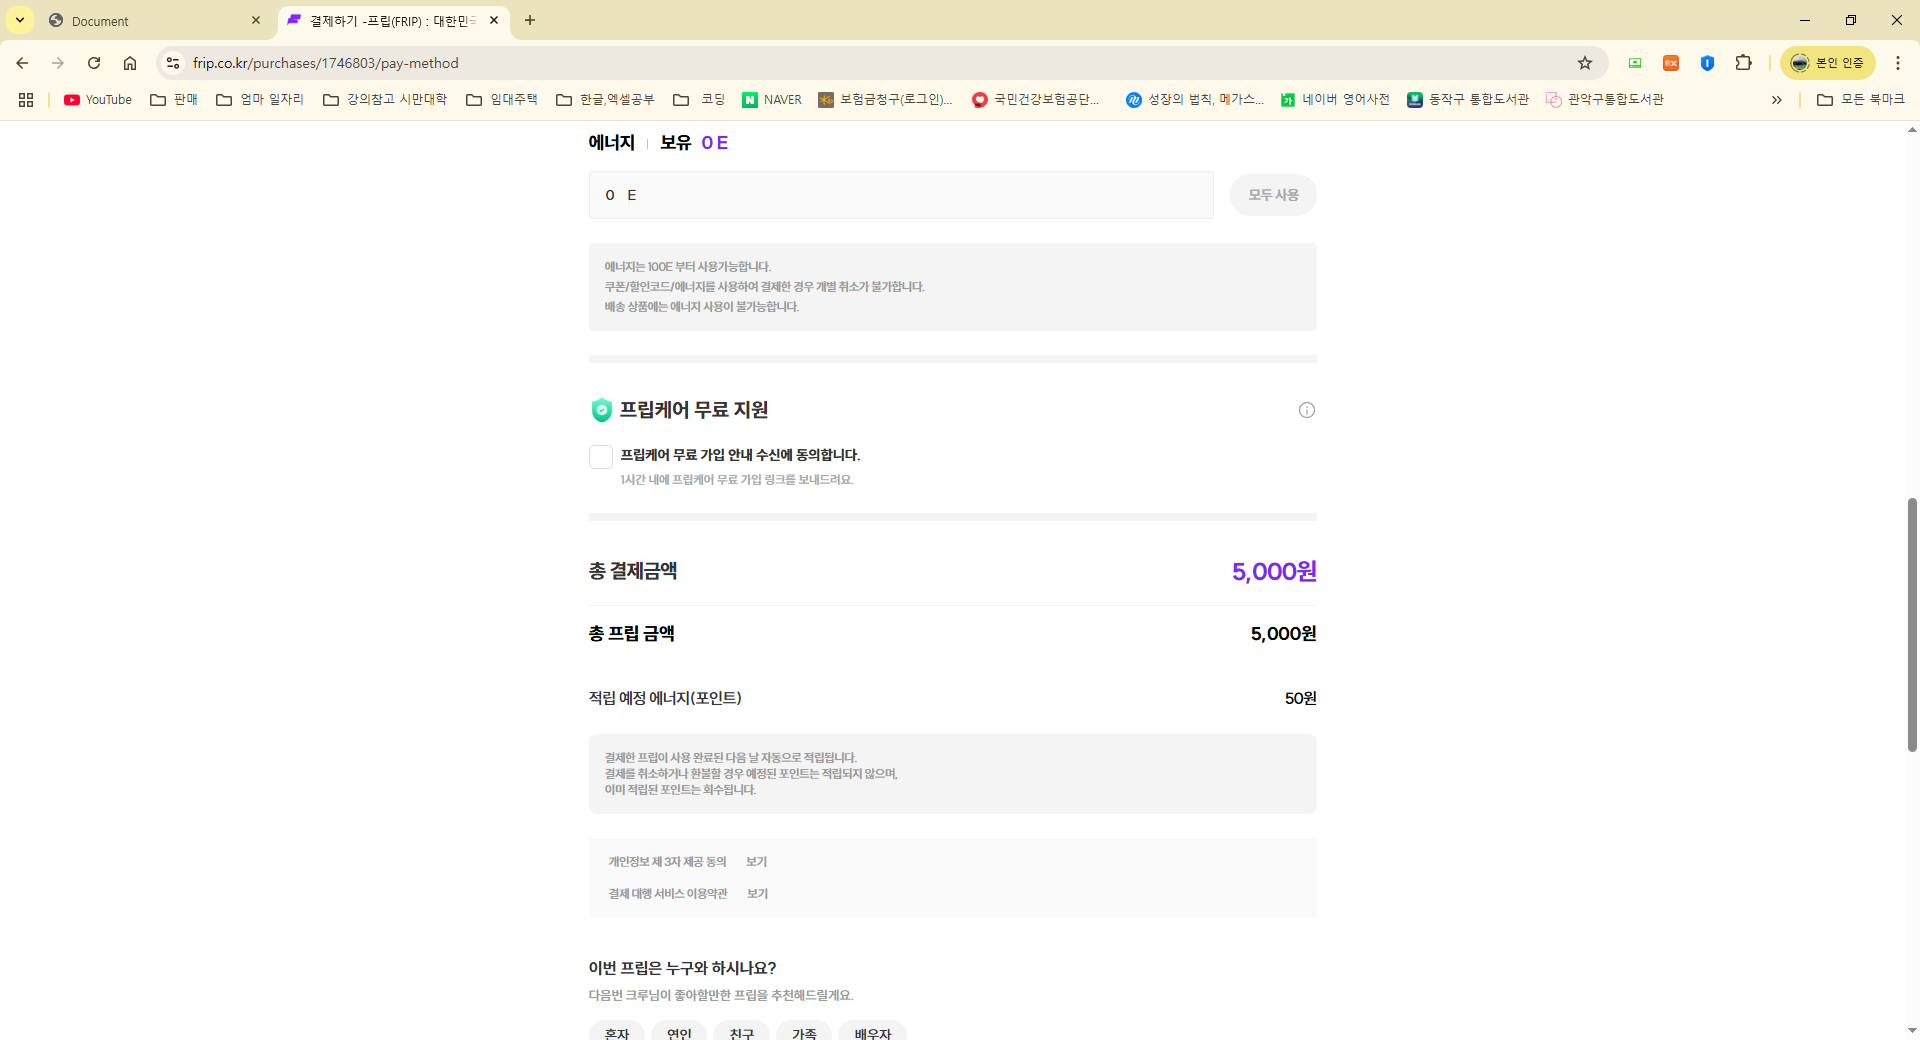 Document
결제하기 -프립(FRIP) : 대한민국
frip.co.kr/purchases/1746803/pay-method
본인 인증
YouTube
판매
엄마 일자리
강의참고 시만대학
임대주택
한글,엑셀공부
코딩
NAVER
보험금청구(로그인)...
국민건강보험공단...
성장의 법칙, 메가스...
네이버 영어사전
동작구 통합도서관
관악구통합도서관
모든 북마크
에너지 보유 0 E
0 E
모두 사용
에너지는 100E 부터 사용가능합니다.
쿠폰/할인코드/에너지를 사용하여 결제한 경우 개별 취소가 불가합니다.
배송 상품에는 에너지 사용이 불가능합니다.
프립케어 무료 지원
프립케어 무료 가입 안내 수신에 동의합니다.
1시간 내에 프립케어 무료 가입 링크를 보내드려요.
총 결제금액 5,000원
총 프립 금액 5,000원
적립 예정 에너지(포인트) 50원
결제한 프립이 사용 완료된 다음 날 자동으로 적립됩니다.
결제를 취소하거나 환불할 경우 예정된 포인트는 적립되지 않으며,
이미 적립된 포인트는 회수됩니다.
개인정보 제 3자 제공 동의 보기
결제 대행 서비스 이용약관 보기
이번 프립은 누구와 하시나요?
다음번 크루님이 좋아할만한 프립을 추천해드릴게요.
혼자 연인 친구 가족 배우자